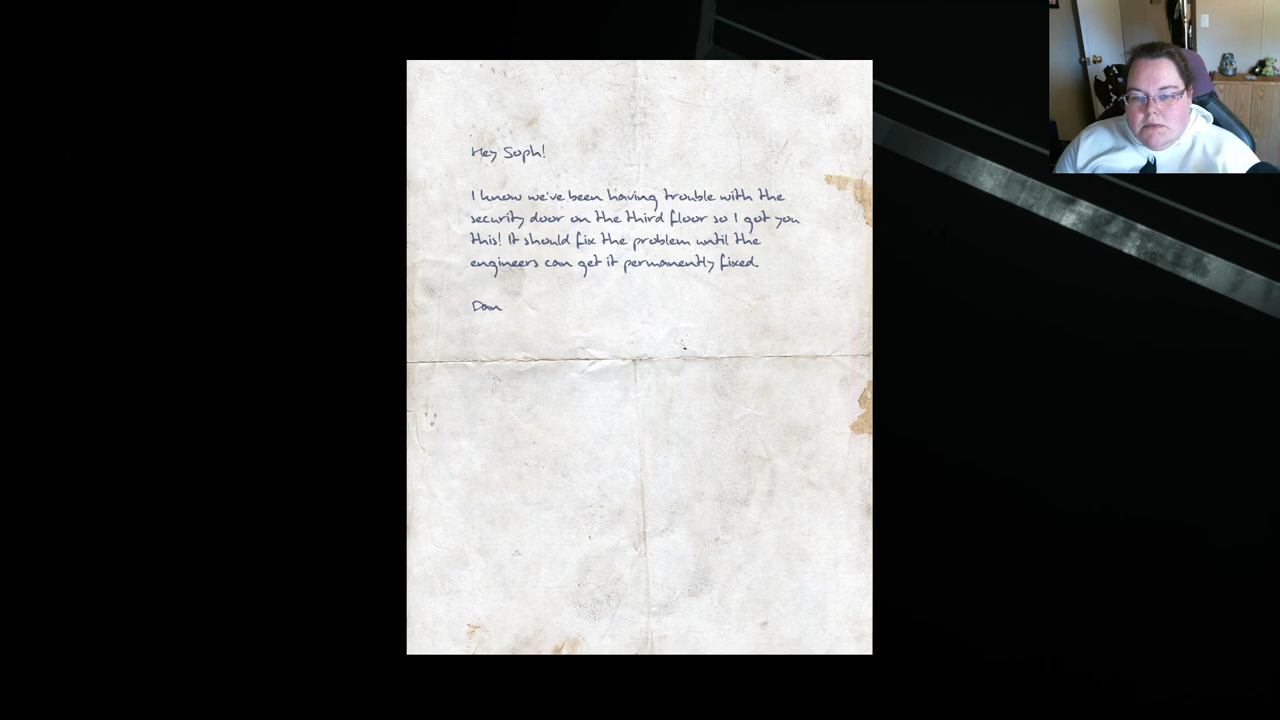 Hey Soph!
I know we've been having trouble with the
security door on the third floor so I got you
this! It should fix the problem until the
engineers can get it permanently fixed.
Dan